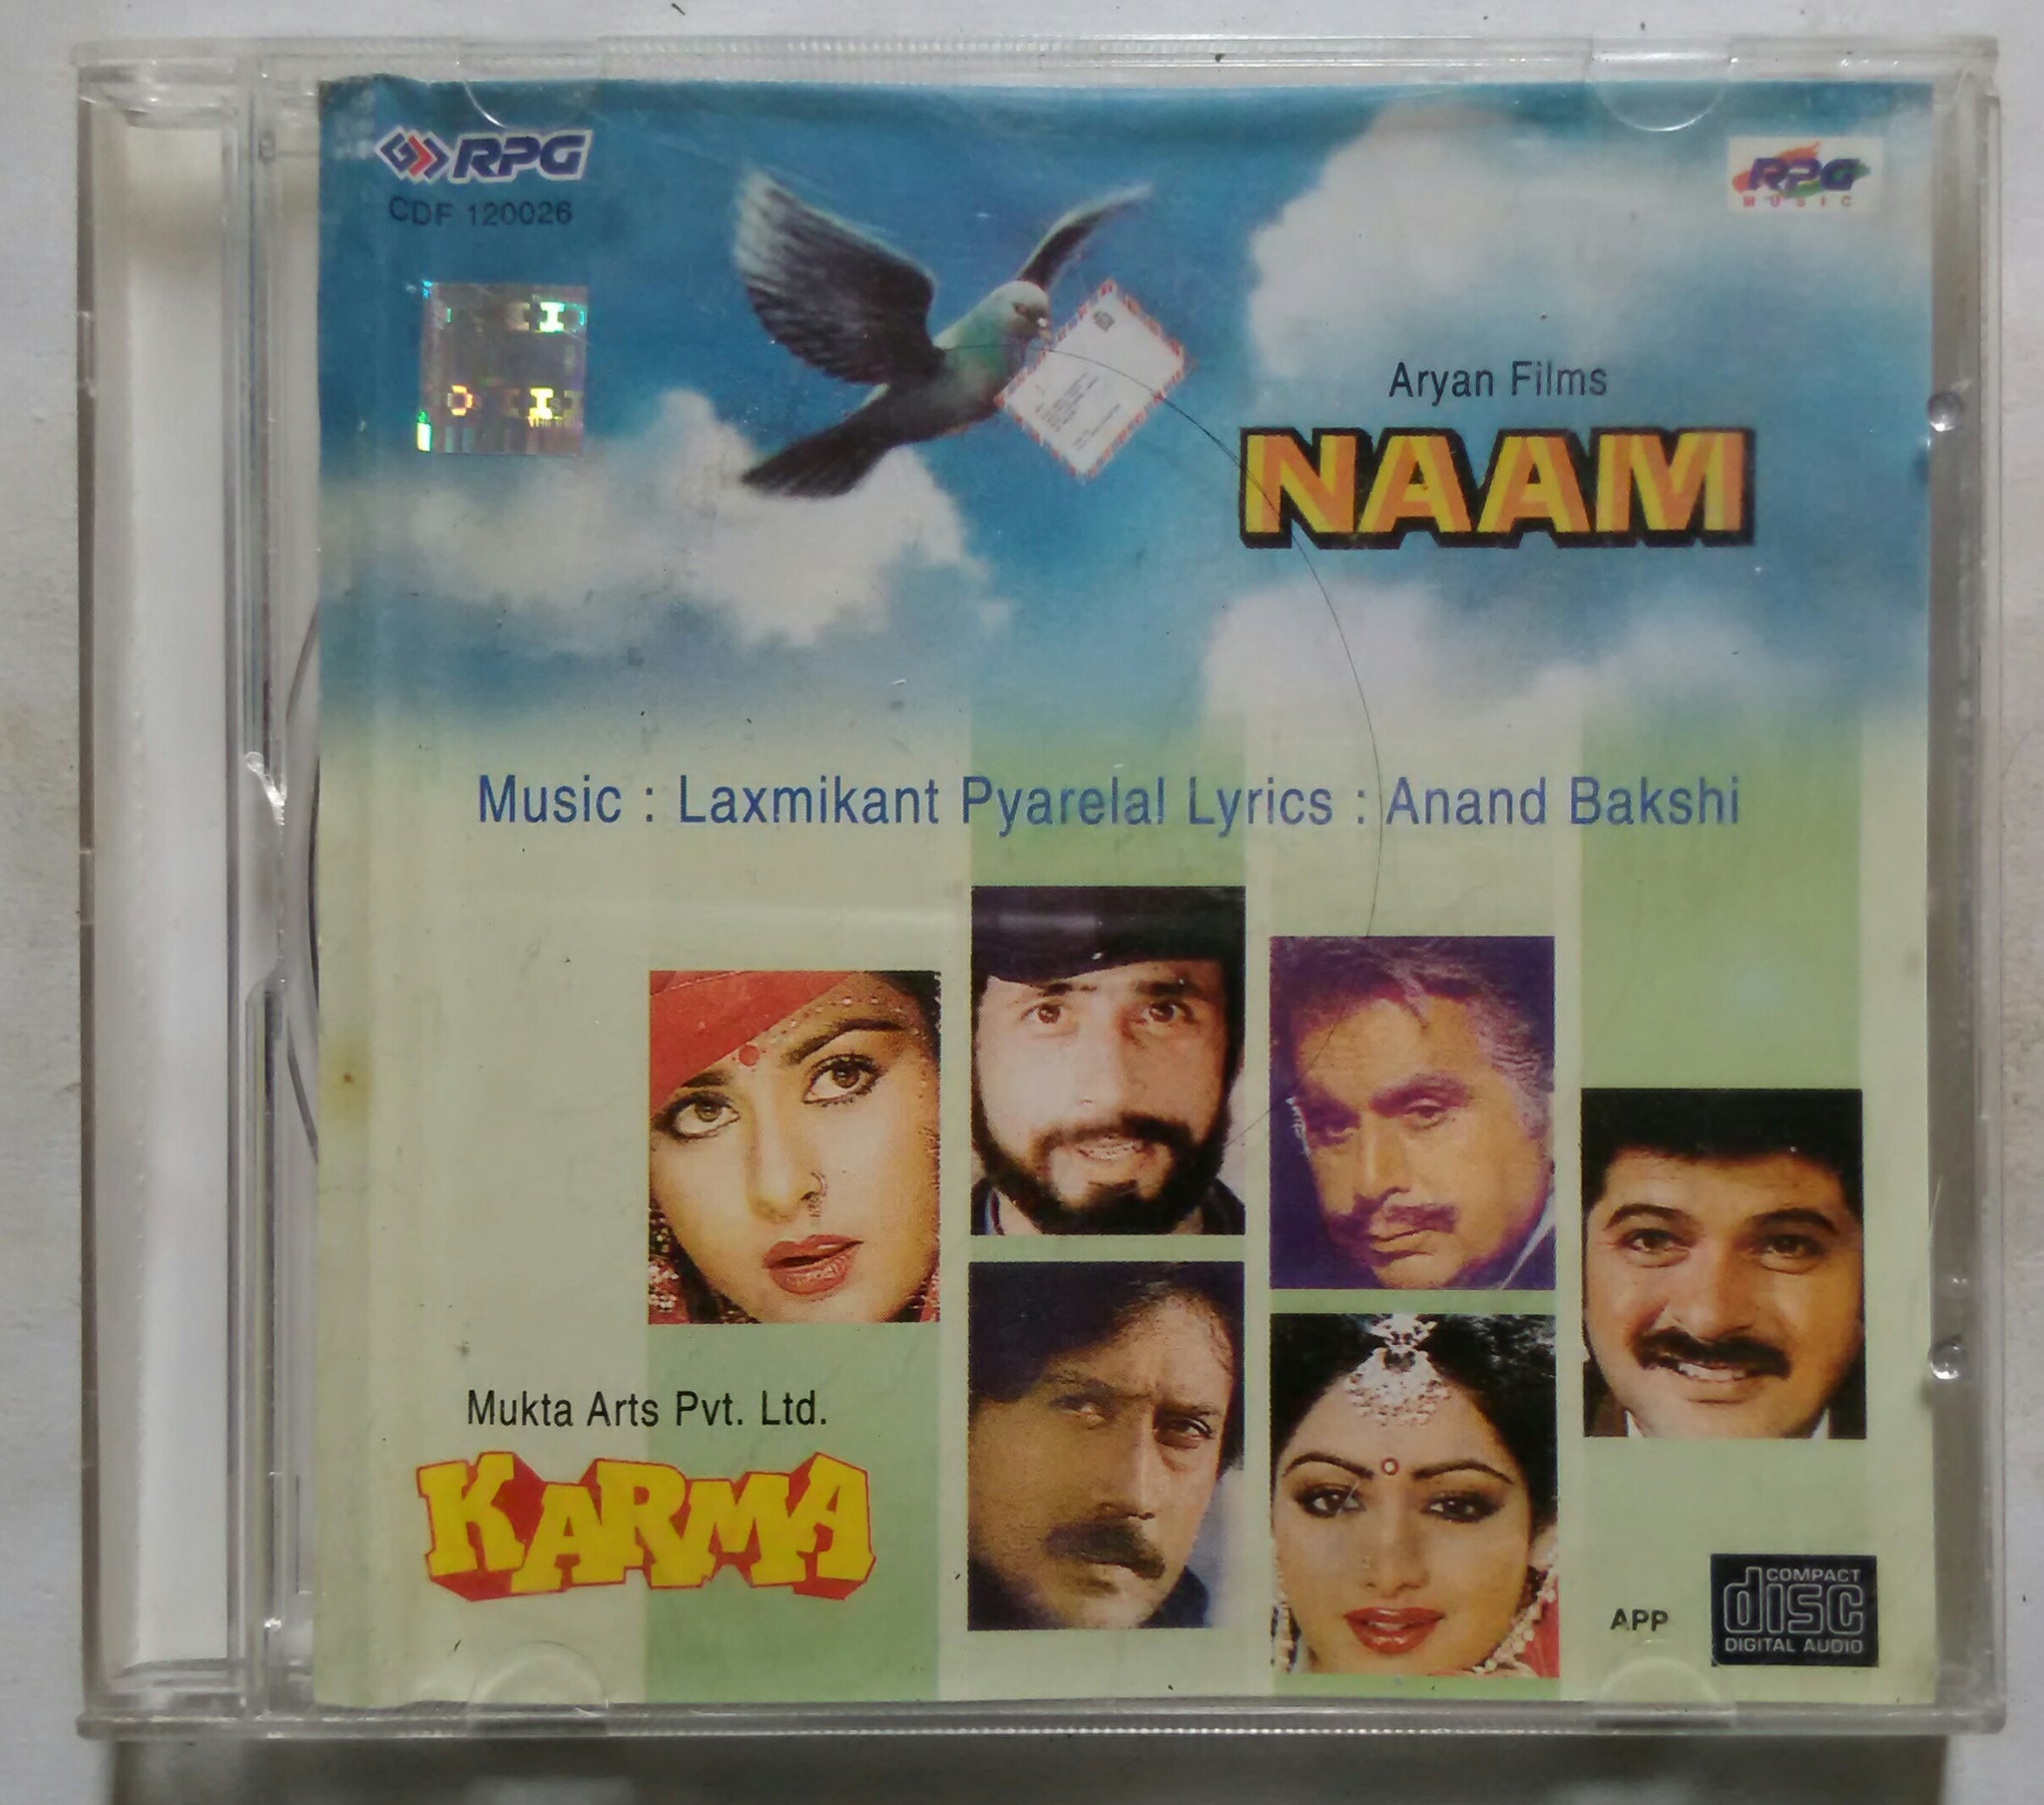 RPG
CDF 120026
RPG
MUSIC
Aryan Films
NAAM
Music : Laxmikant Pyarelal Lyrics : Anand Bakshi
Mukta Arts Pvt. Ltd.
KARMA
APP
COMPACT
disc
DIGITAL AUDIO